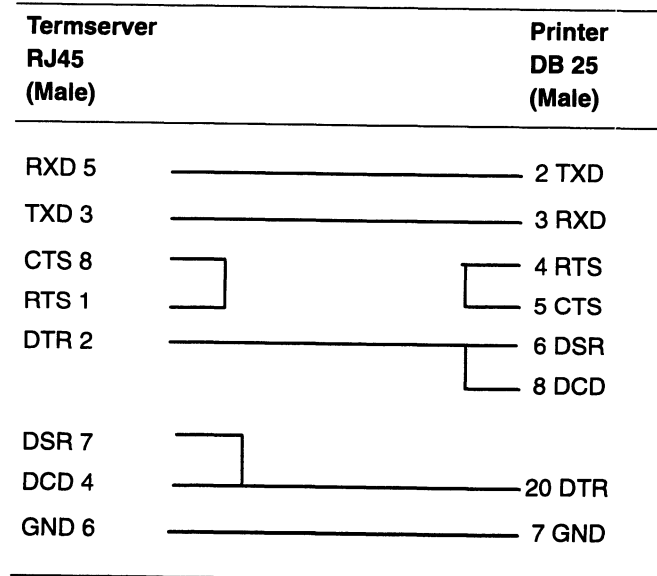 Termserver Printer
RJ45 DB 25
(Male) (Male)
RXD 5 2 TXD
TXD 3 3 RXD
CTS 8 4 RTS
RTS 1 5 CTS
DTR 2 6 DSR
8 DCD
DSR 7
DCD 4 20 DTR
GND 6 7 GND